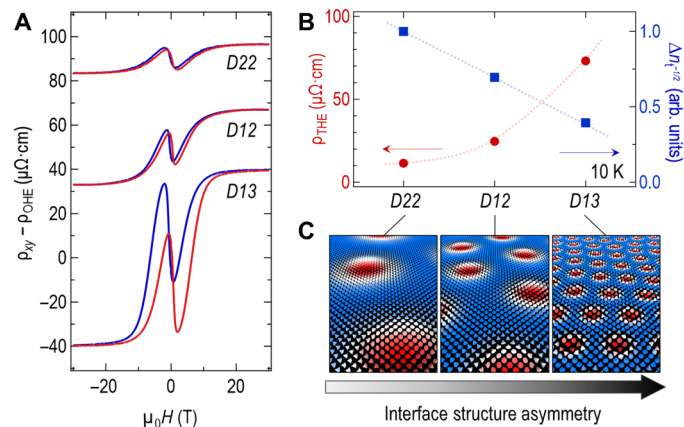 A
ρxy − ρOHE (μΩ·cm)
100
80
60
40
20
0
−20
−40
D22
D12
D13
−20
0
20
μ0H (T)
B
ρTHE (μΩ·cm)
100
50
0
10 K
D22
D12
D13
1.0
0.5
0.0
Δnt^-1/2 (arb. units)
C
Interface structure asymmetry